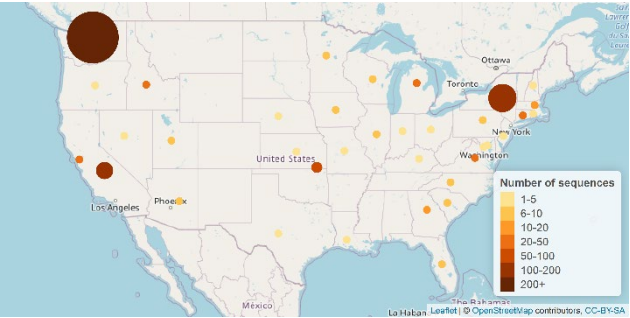 Ottawa
Toronto
New York
United States
Washington
Los Angeles
Phoenix
México
La Haban
The Bahamas
Number of sequences
1-5
6-10
10-20
20-50
50-100
100-200
200+
Leaflet | © OpenStreetMap contributors, CC-BY-SA